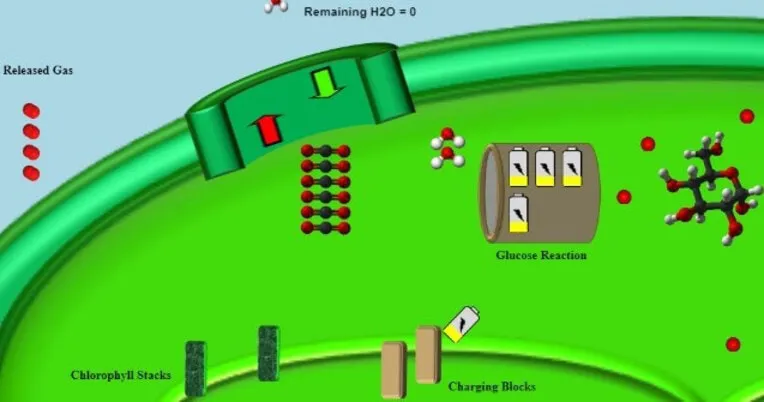 Remaining H2O = 0
Released Gas
Glucose Reaction
Chlorophyll Stacks
Charging Blocks